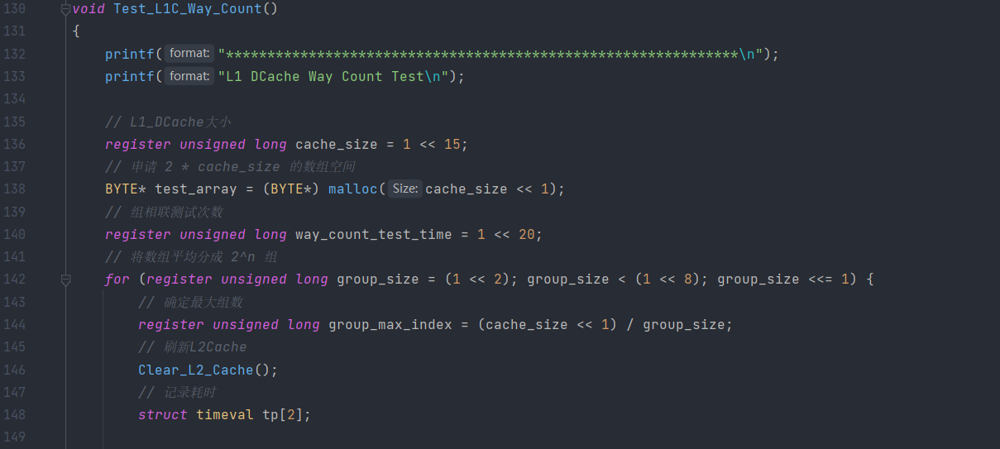 130 void Test_L1C_Way_Count()
131 {
132 printf( format: "**************************************************************\n");
133 printf( format: "L1 DCache Way Count Test\n");
134
135 // L1_DCache大小
136 register unsigned long cache_size = 1 << 15;
137 // 申请 2 * cache_size 的数组空间
138 BYTE* test_array = (BYTE*) malloc( Size: cache_size << 1);
139 // 组相联测试次数
140 register unsigned long way_count_test_time = 1 << 20;
141 // 将数组平均分成 2^n 组
142 for (register unsigned long group_size = (1 << 2); group_size < (1 << 8); group_size <<= 1) {
143 // 确定最大组数
144 register unsigned long group_max_index = (cache_size << 1) / group_size;
145 // 刷新L2Cache
146 Clear_L2_Cache();
147 // 记录耗时
148 struct timeval tp[2];
149